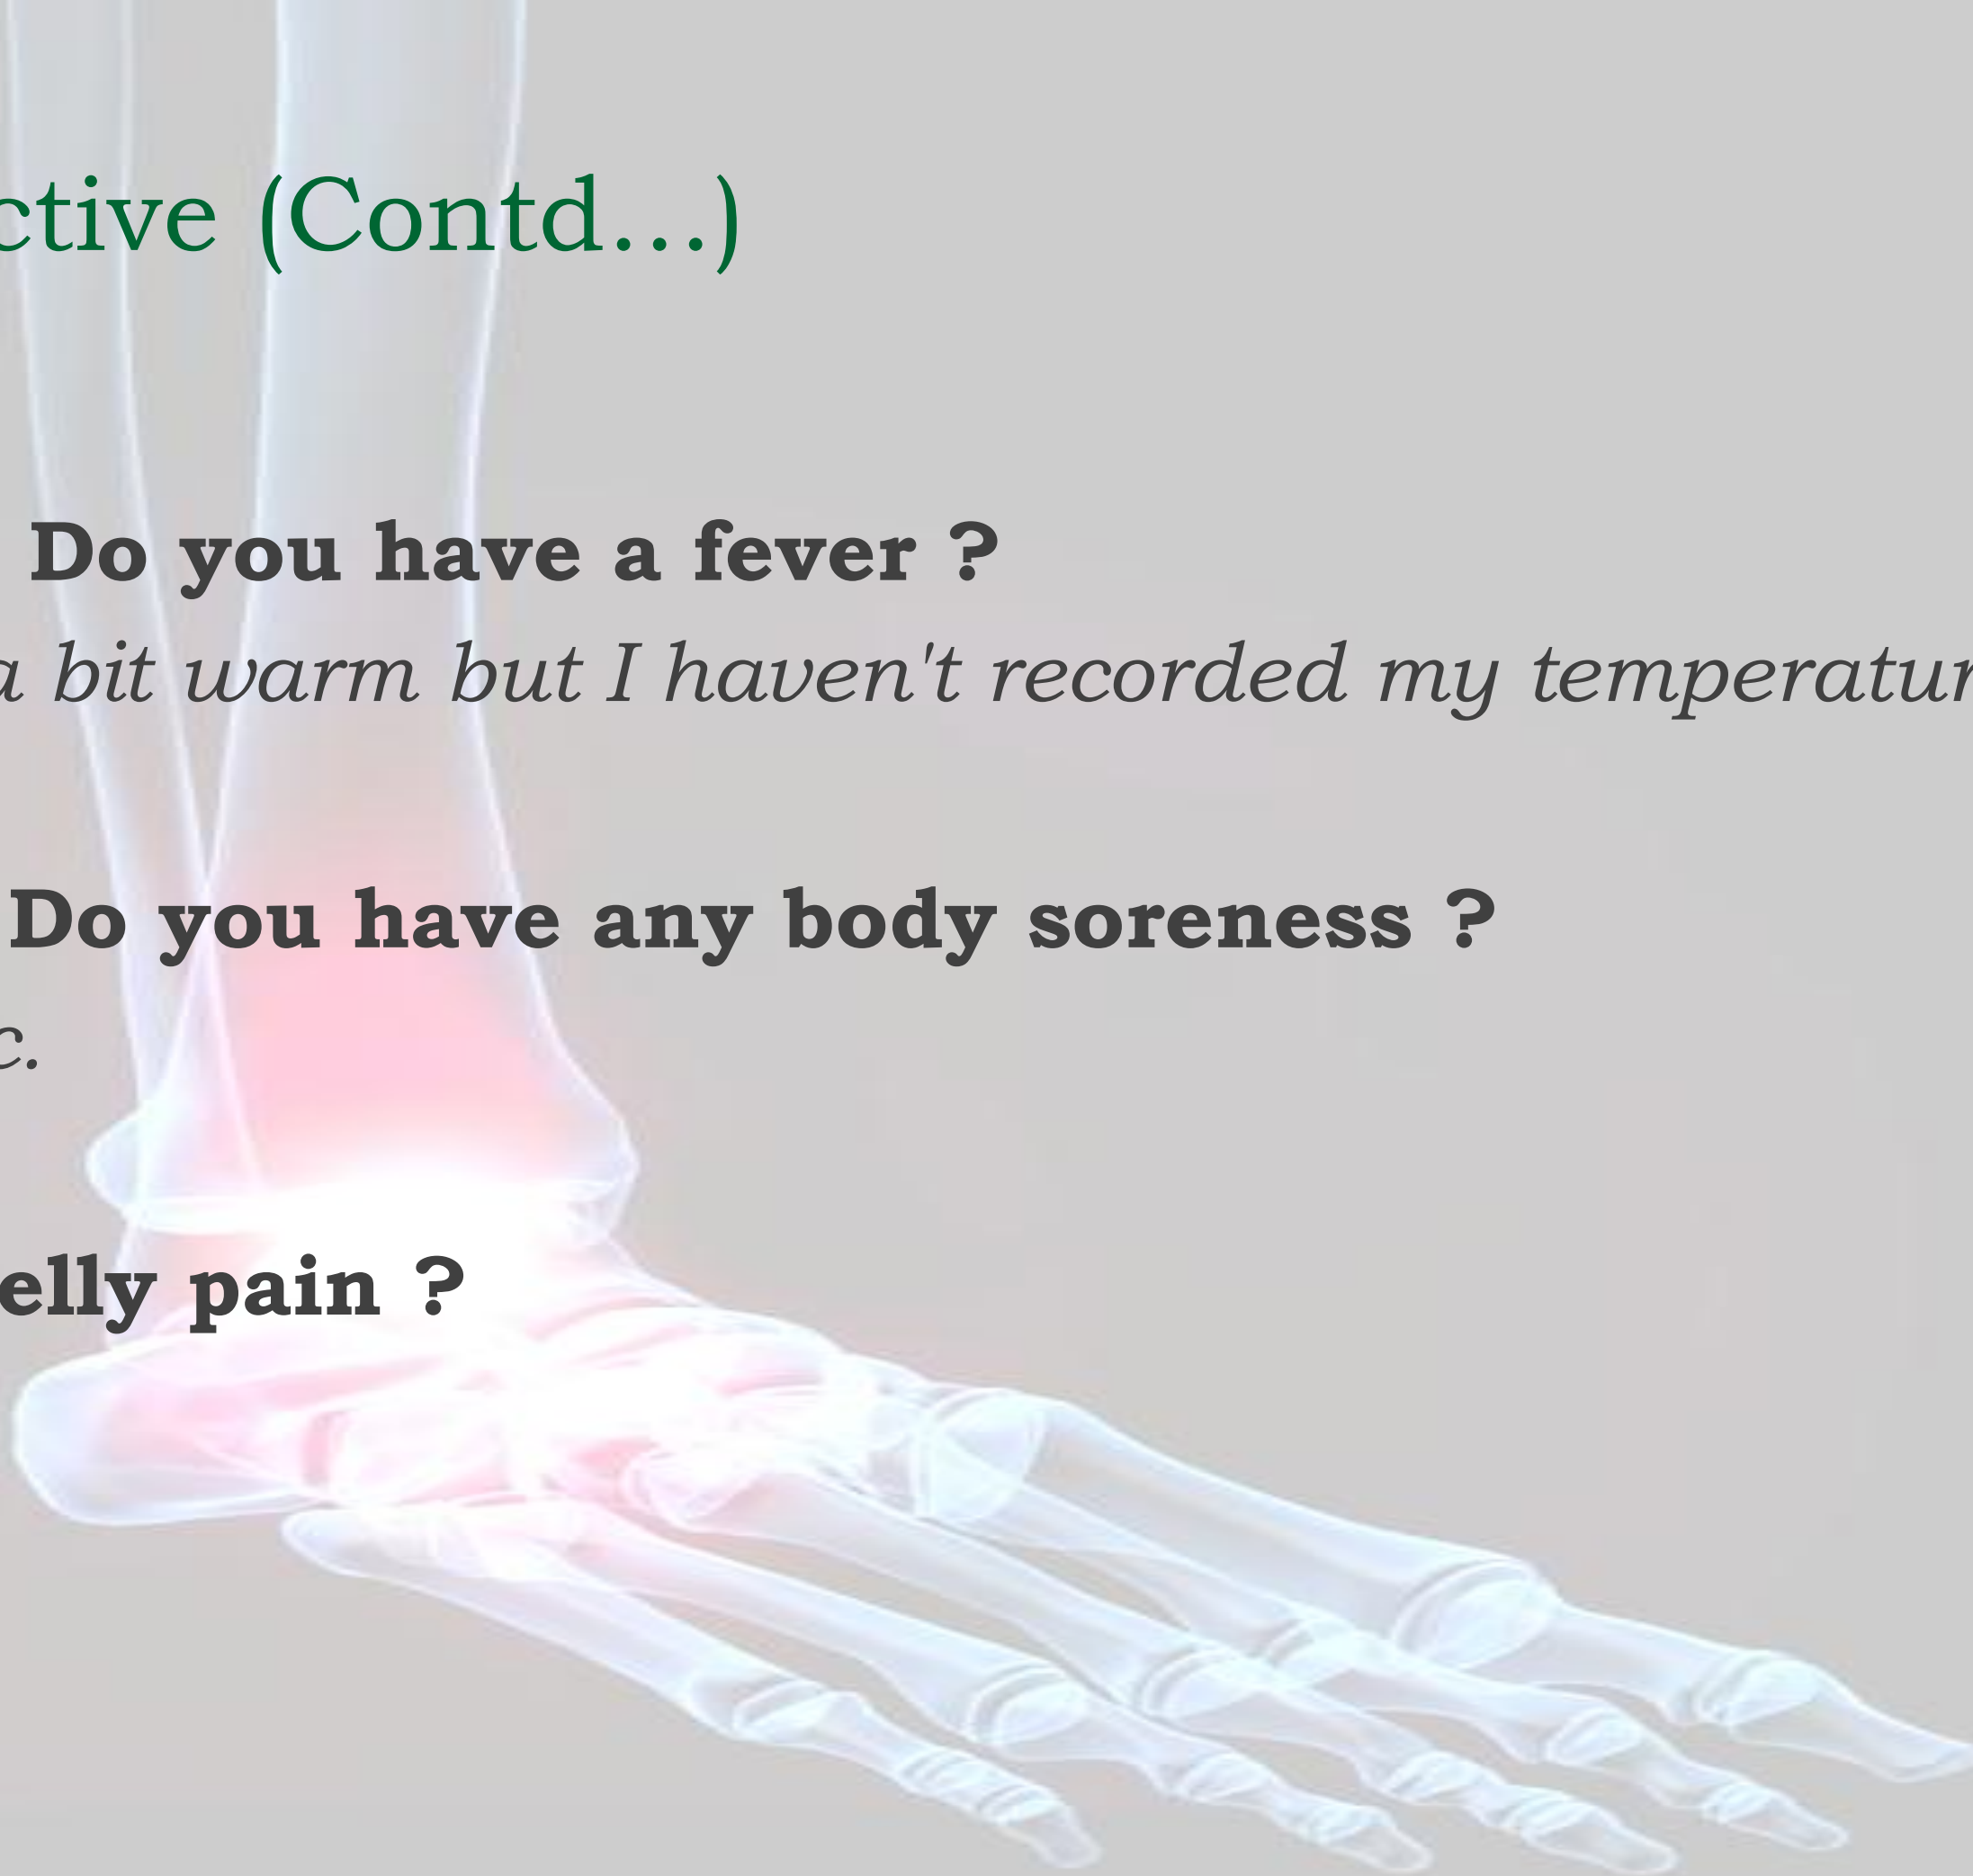 ctive (Contd...)
Do you have a fever ?
a bit warm but I haven't recorded my temperatur
Do you have any body soreness ?
c.
elly pain ?